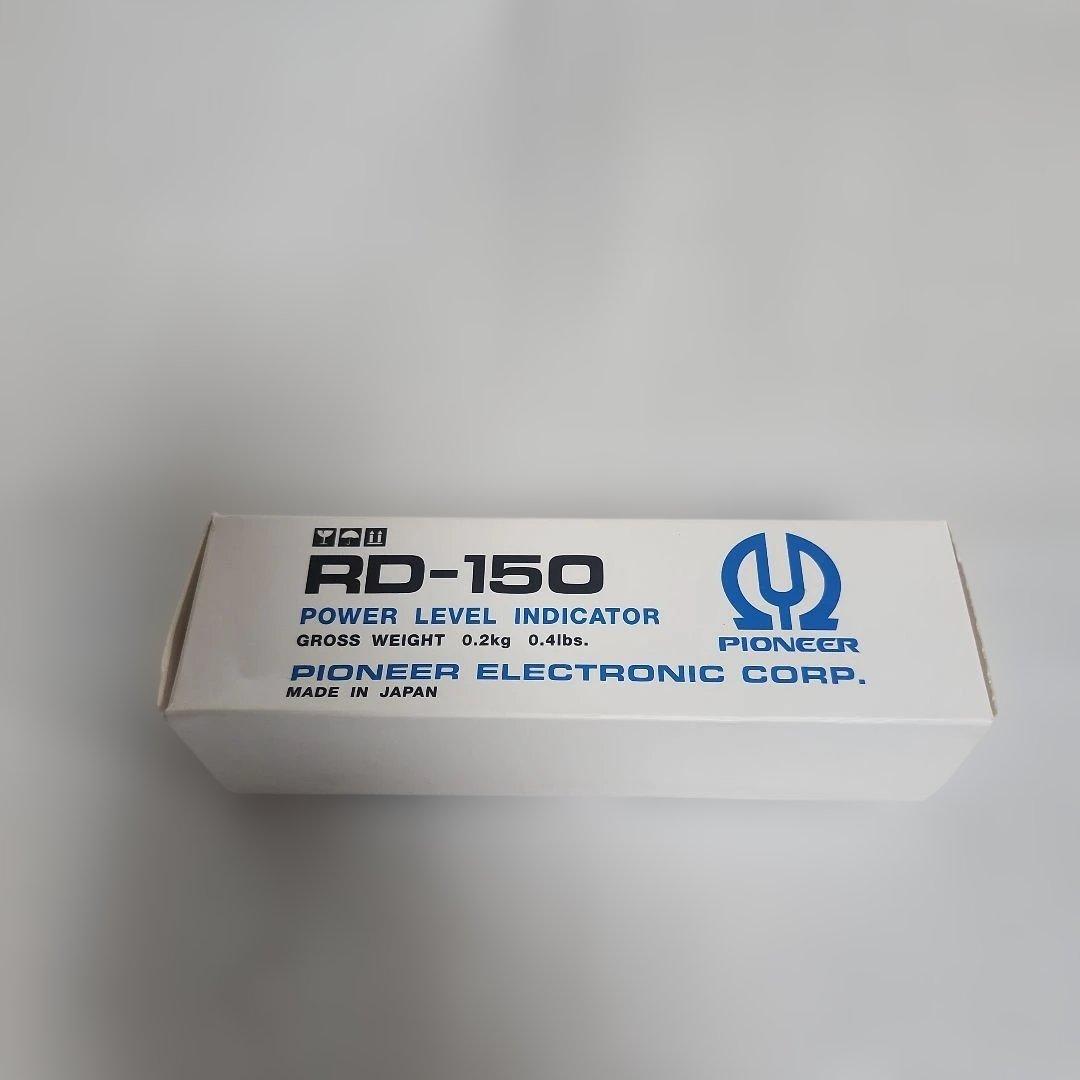 RD-150
POWER LEVEL INDICATOR
GROSS WEIGHT 0.2kg 0.4lbs.
PIONEER
PIONEER ELECTRONIC CORP.
MADE IN JAPAN